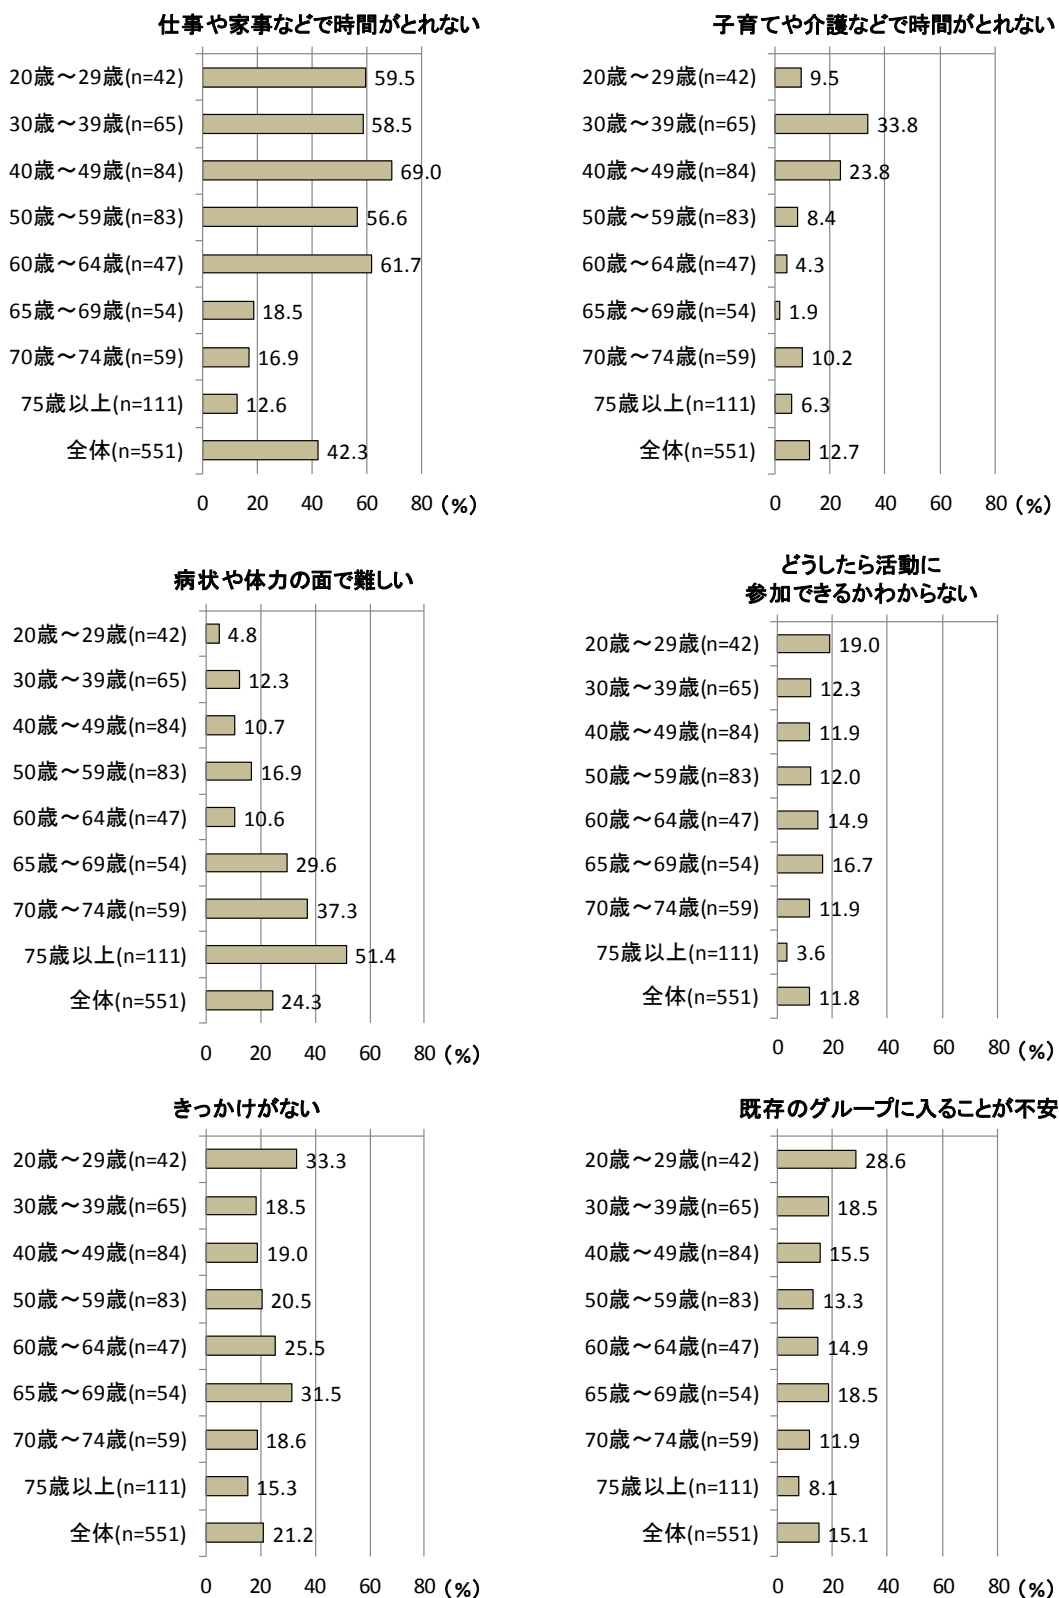 仕事や家事などで時間がとれない
20歳～29歳(n=42) 59.5
30歳～39歳(n=65) 58.5
40歳～49歳(n=84) 69.0
50歳～59歳(n=83) 56.6
60歳～64歳(n=47) 61.7
65歳～69歳(n=54) 18.5
70歳～74歳(n=59) 16.9
75歳以上(n=111) 12.6
全体(n=551) 42.3
0 20 40 60 80 (%)
子育てや介護などで時間がとれない
20歳～29歳(n=42) 9.5
30歳～39歳(n=65) 33.8
40歳～49歳(n=84) 23.8
50歳～59歳(n=83) 8.4
60歳～64歳(n=47) 4.3
65歳～69歳(n=54) 1.9
70歳～74歳(n=59) 10.2
75歳以上(n=111) 6.3
全体(n=551) 12.7
0 20 40 60 80 (%)
病状や体力の面で難しい
20歳～29歳(n=42) 4.8
30歳～39歳(n=65) 12.3
40歳～49歳(n=84) 10.7
50歳～59歳(n=83) 16.9
60歳～64歳(n=47) 10.6
65歳～69歳(n=54) 29.6
70歳～74歳(n=59) 37.3
75歳以上(n=111) 51.4
全体(n=551) 24.3
0 20 40 60 80 (%)
どうしたら活動に
参加できるかわからない
20歳～29歳(n=42) 19.0
30歳～39歳(n=65) 12.3
40歳～49歳(n=84) 11.9
50歳～59歳(n=83) 12.0
60歳～64歳(n=47) 14.9
65歳～69歳(n=54) 16.7
70歳～74歳(n=59) 11.9
75歳以上(n=111) 3.6
全体(n=551) 11.8
0 20 40 60 80 (%)
きっかけがない
20歳～29歳(n=42) 33.3
30歳～39歳(n=65) 18.5
40歳～49歳(n=84) 19.0
50歳～59歳(n=83) 20.5
60歳～64歳(n=47) 25.5
65歳～69歳(n=54) 31.5
70歳～74歳(n=59) 18.6
75歳以上(n=111) 15.3
全体(n=551) 21.2
0 20 40 60 80 (%)
既存のグループに入ることが不安
20歳～29歳(n=42) 28.6
30歳～39歳(n=65) 18.5
40歳～49歳(n=84) 15.5
50歳～59歳(n=83) 13.3
60歳～64歳(n=47) 14.9
65歳～69歳(n=54) 18.5
70歳～74歳(n=59) 11.9
75歳以上(n=111) 8.1
全体(n=551) 15.1
0 20 40 60 80 (%)